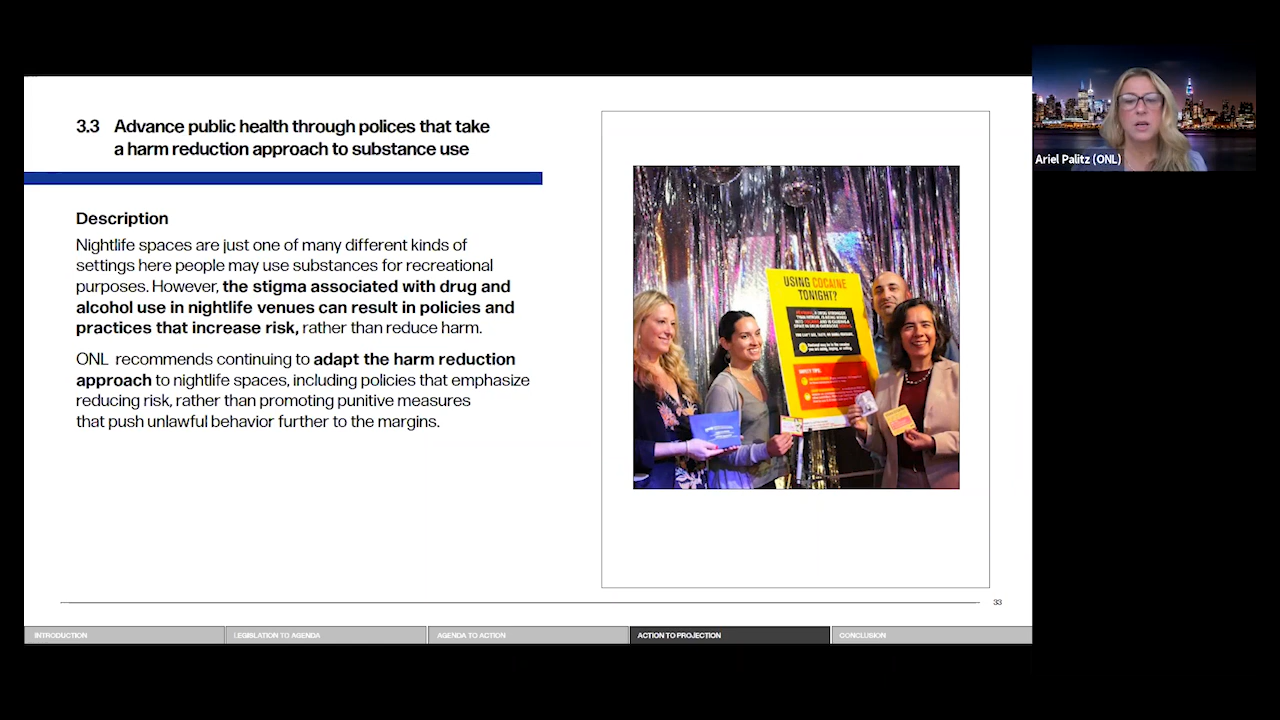 3.3 Advance public health through polices that take
a harm reduction approach to substance use
Description
Nightlife spaces are just one of many different kinds of
settings here people may use substances for recreational
purposes. However, the stigma associated with drug and
alcohol use in nightlife venues can result in policies and
practices that increase risk, rather than reduce harm.
ONL recommends continuing to adapt the harm reduction
approach to nightlife spaces, including policies that emphasize
reducing risk, rather than promoting punitive measures
that push unlawful behavior further to the margins.
USING COCAINE
TONIGHT?
33
INTRODUCTION
LEGISLATION TO AGENDA
AGENDA TO ACTION
ACTION TO PROJECTION
CONCLUSION
Ariel Palitz (ONL)